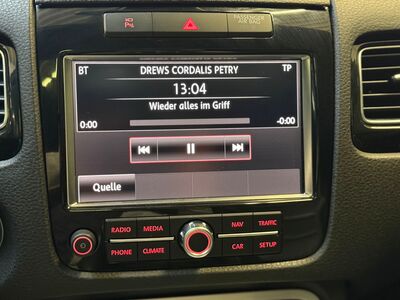 PASSENGER
AIR BAG
BT DREWS CORDALIS PETRY TP
13:04
Wieder alles im Griff
0:00 -0:00
Quelle
RADIO MEDIA NAV TRAFFIC
PHONE CLIMATE CAR SETUP